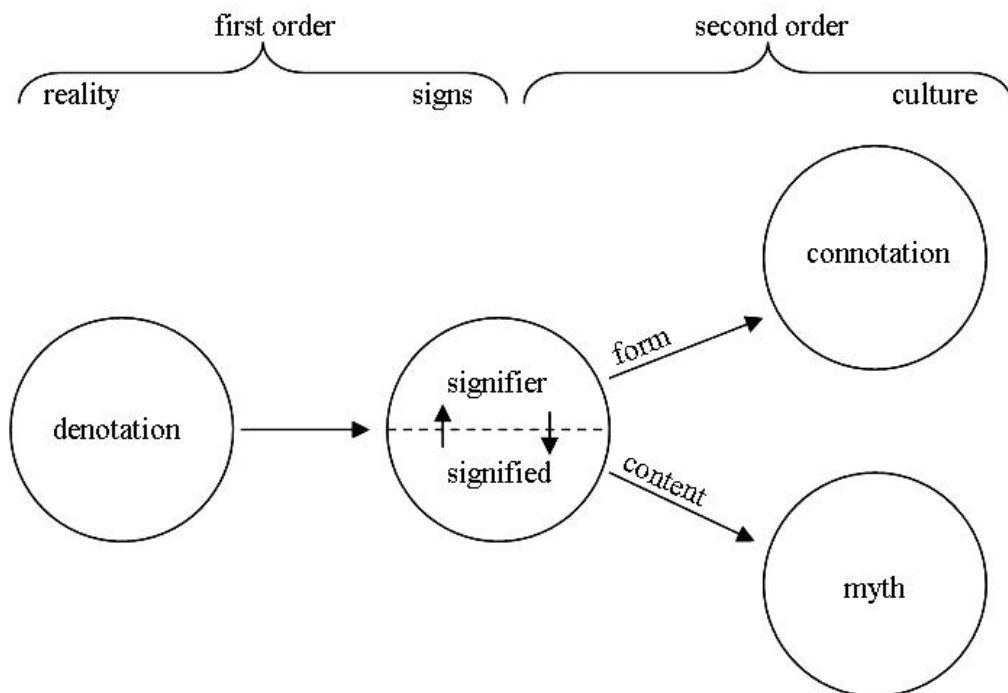 first order
second order
reality
signs
culture
connotation
form
signifier
denotation
signified
content
myth